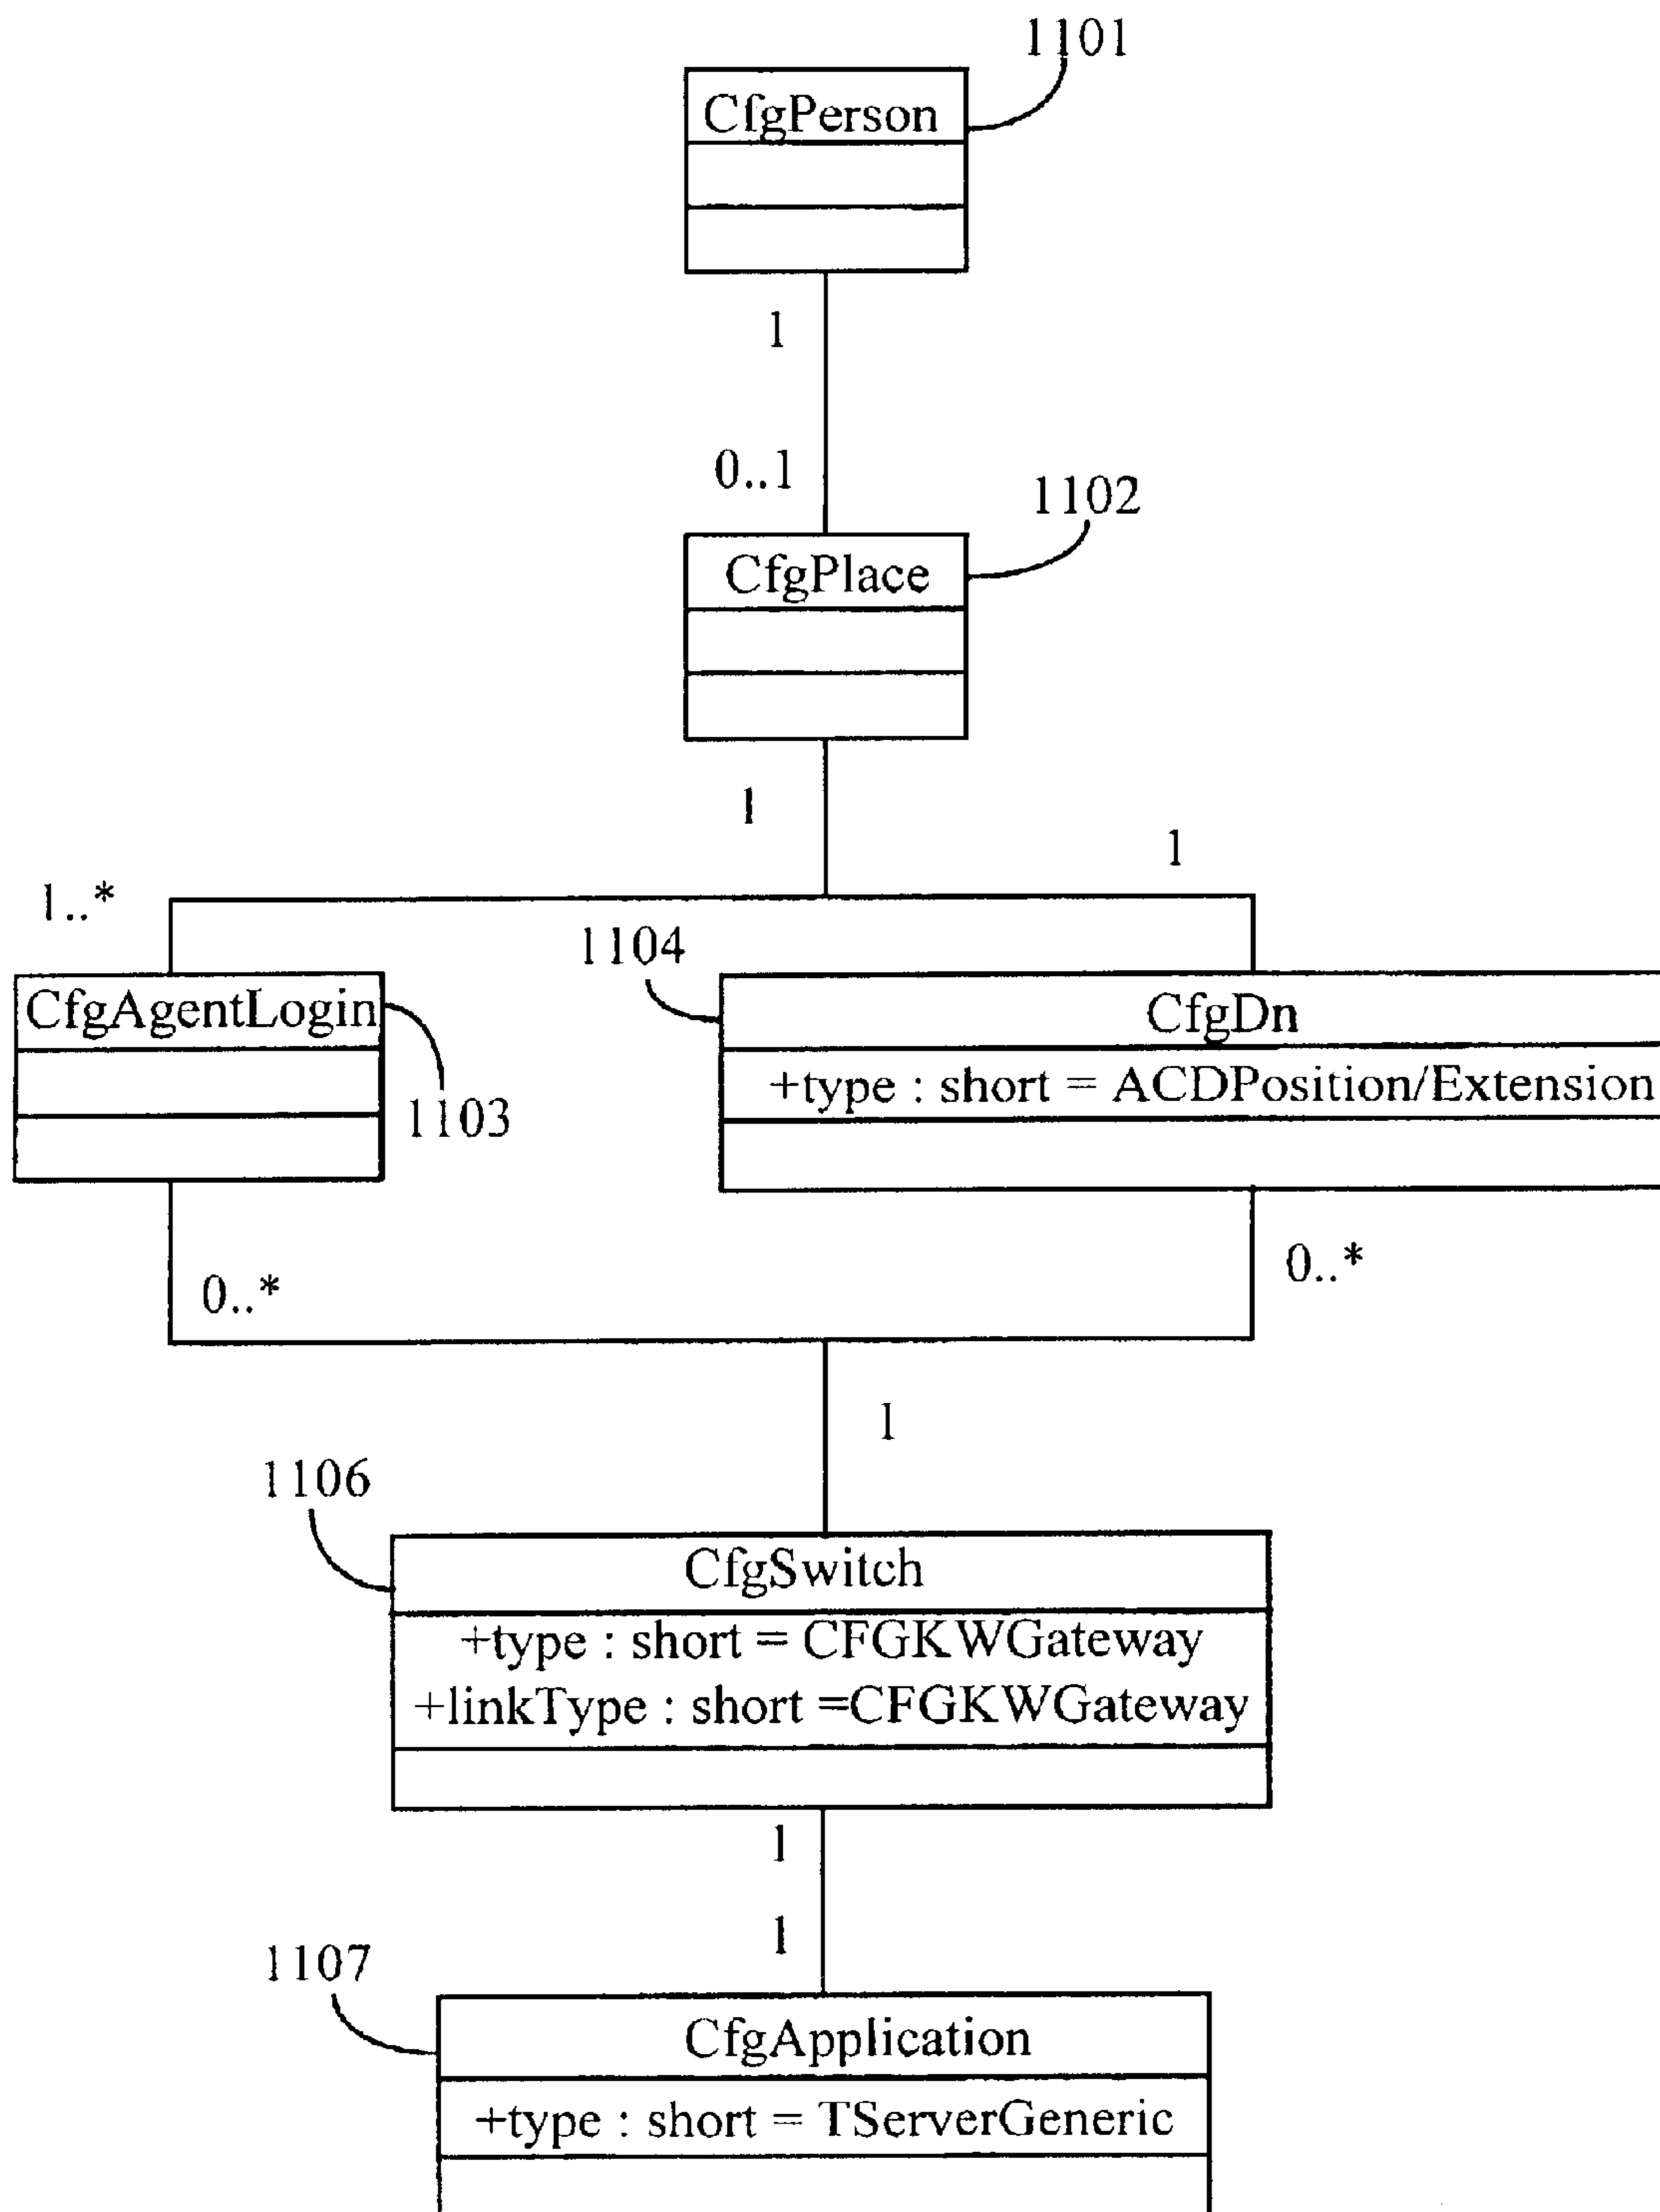 1101
CfgPerson
1
0..1
1102
CfgPlace
1
1
1..*
1104
CfgAgentLogin
CfgDn
+type : short = ACDPosition/Extension
1103
0..*
0..*
1
1106
CfgSwitch
+type : short = CFGKWGateway
+linkType : short =CFGKWGateway
1
1
1107
CfgApplication
+type : short = TServerGeneric